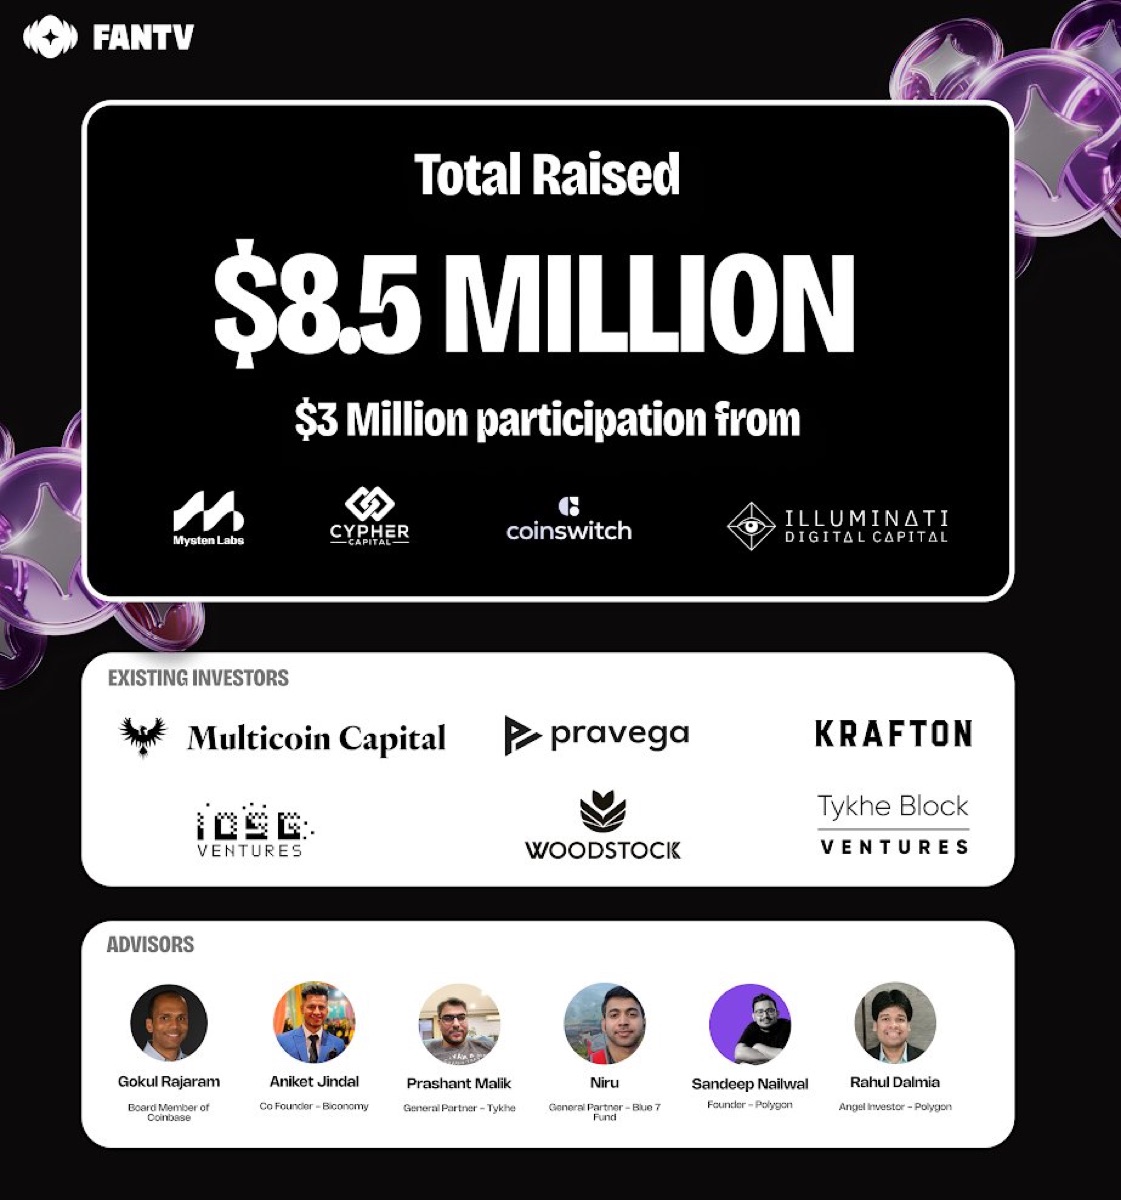 FANTV
Total Raised
$8.5 MILLION
$3 Million participation from
Mysten Labs
CYPHER
CAPITAL
coinswitch
ILLUMINATI
DIGITAL CAPITAL
EXISTING INVESTORS
Multicoin Capital
pravega
KRAFTON
IOSG
VENTURES
WOODSTOCK
Tykhe Block
VENTURES
ADVISORS
Gokul Rajaram
Board Member of
Coinbase
Aniket Jindal
Co Founder – Biconomy
Prashant Malik
General Partner – Tykhe
Niru
General Partner – Blue 7
Fund
Sandeep Nailwal
Founder – Polygon
Rahul Dalmia
Angel Investor – Polygon